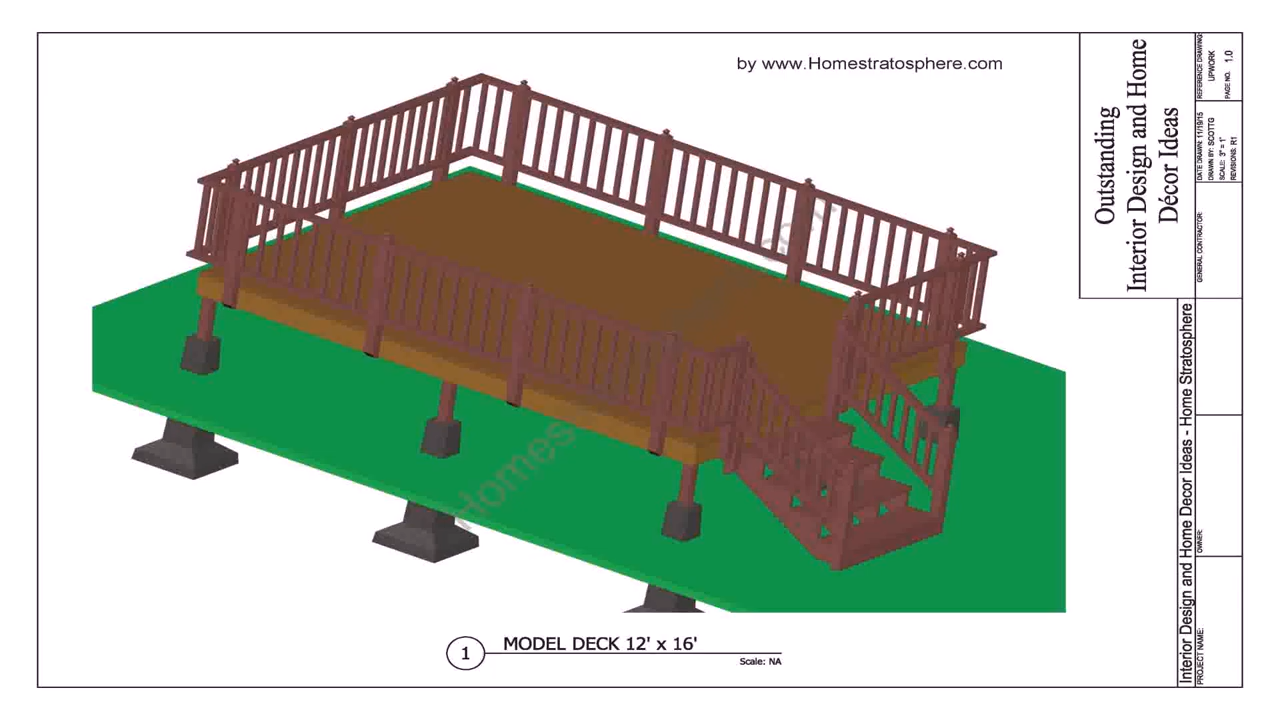 by www.Homestratosphere.com
Outstanding
Interior Design and Home
Décor Ideas
REFERENCE DRAWING:
UPWORK
PAGE NO. 1.0
DATE DRAWN: 11/19/15
DRAWN BY: SCOTTG
SCALE: 3" = 1'
REVISIONS: R1
GENERAL CONTRACTOR:
Interior Design and Home Decor Ideas - Home Stratosphere
OWNER:
PROJECT NAME:
1
MODEL DECK 12' x 16'
Scale: NA